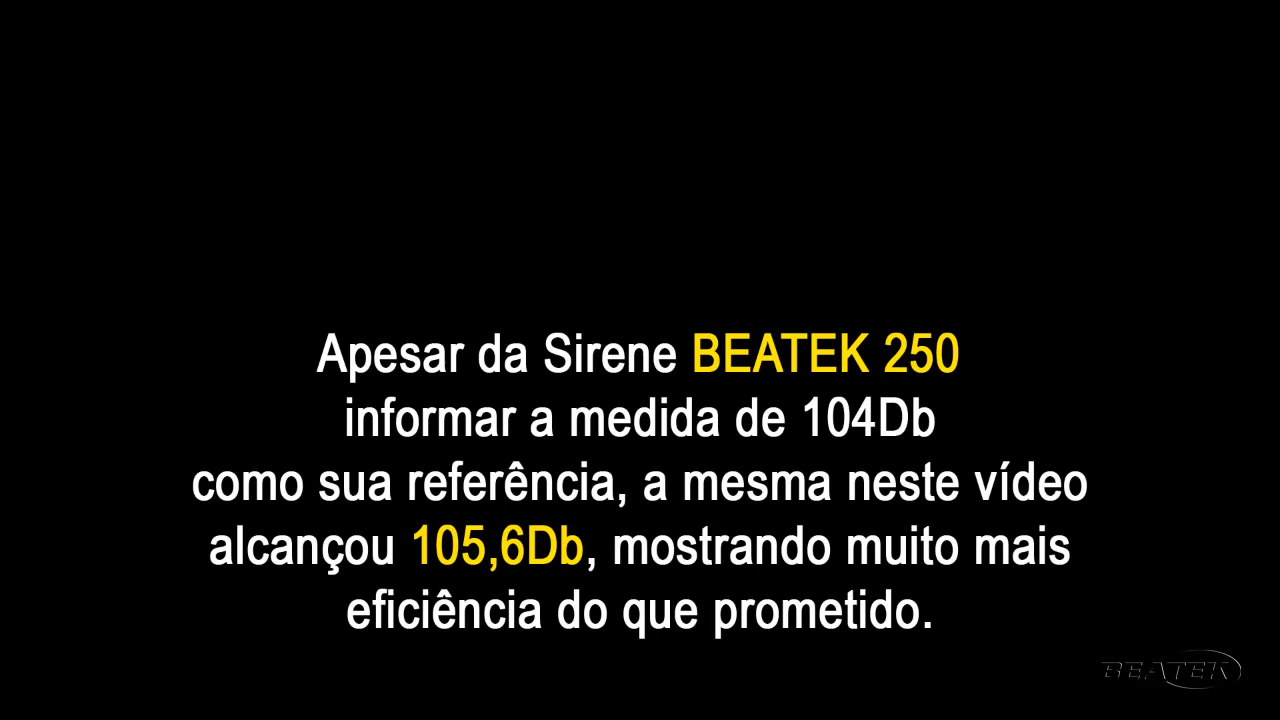 Apesar da Sirene BEATEK 250
informar a medida de 104Db
como sua referência, a mesma neste vídeo
alcançou 105,6Db, mostrando muito mais
eficiência do que prometido.
BEATEK